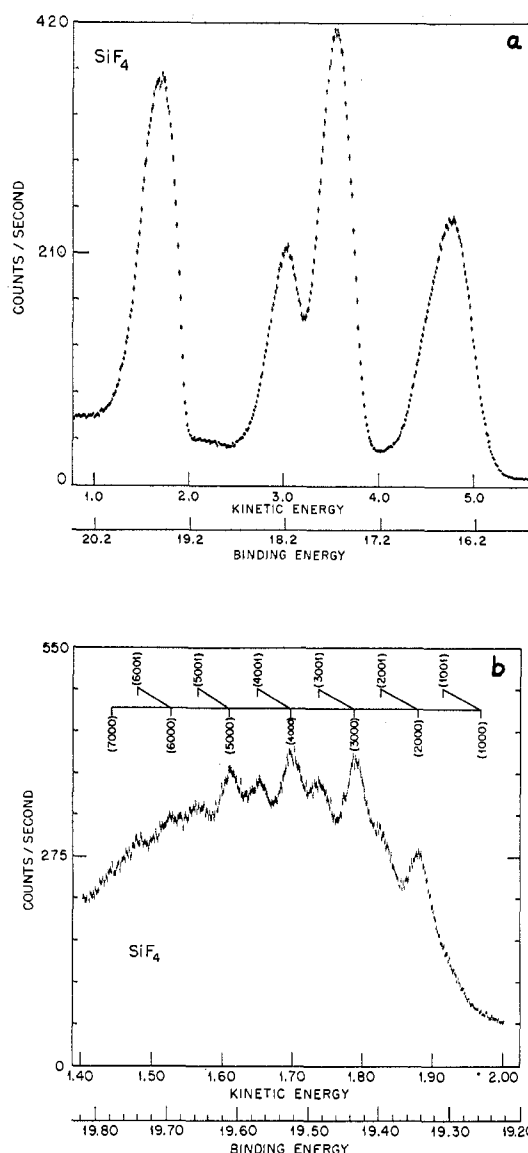 420
a
SiF4
COUNTS / SECOND
210
0
1.0 2.0 3.0 4.0 5.0
KINETIC ENERGY
20.2 19.2 18.2 17.2 16.2
BINDING ENERGY
550
b
(6001) (5001) (4001) (3001) (2001) (1001)
(7000) (6000) (5000) (4000) (3000) (2000) (1000)
COUNTS / SECOND
275
SiF4
0
1.40 1.50 1.60 1.70 1.80 1.90 2.00
KINETIC ENERGY
19.80 19.70 19.60 19.50 19.40 19.30 19.20
BINDING ENERGY